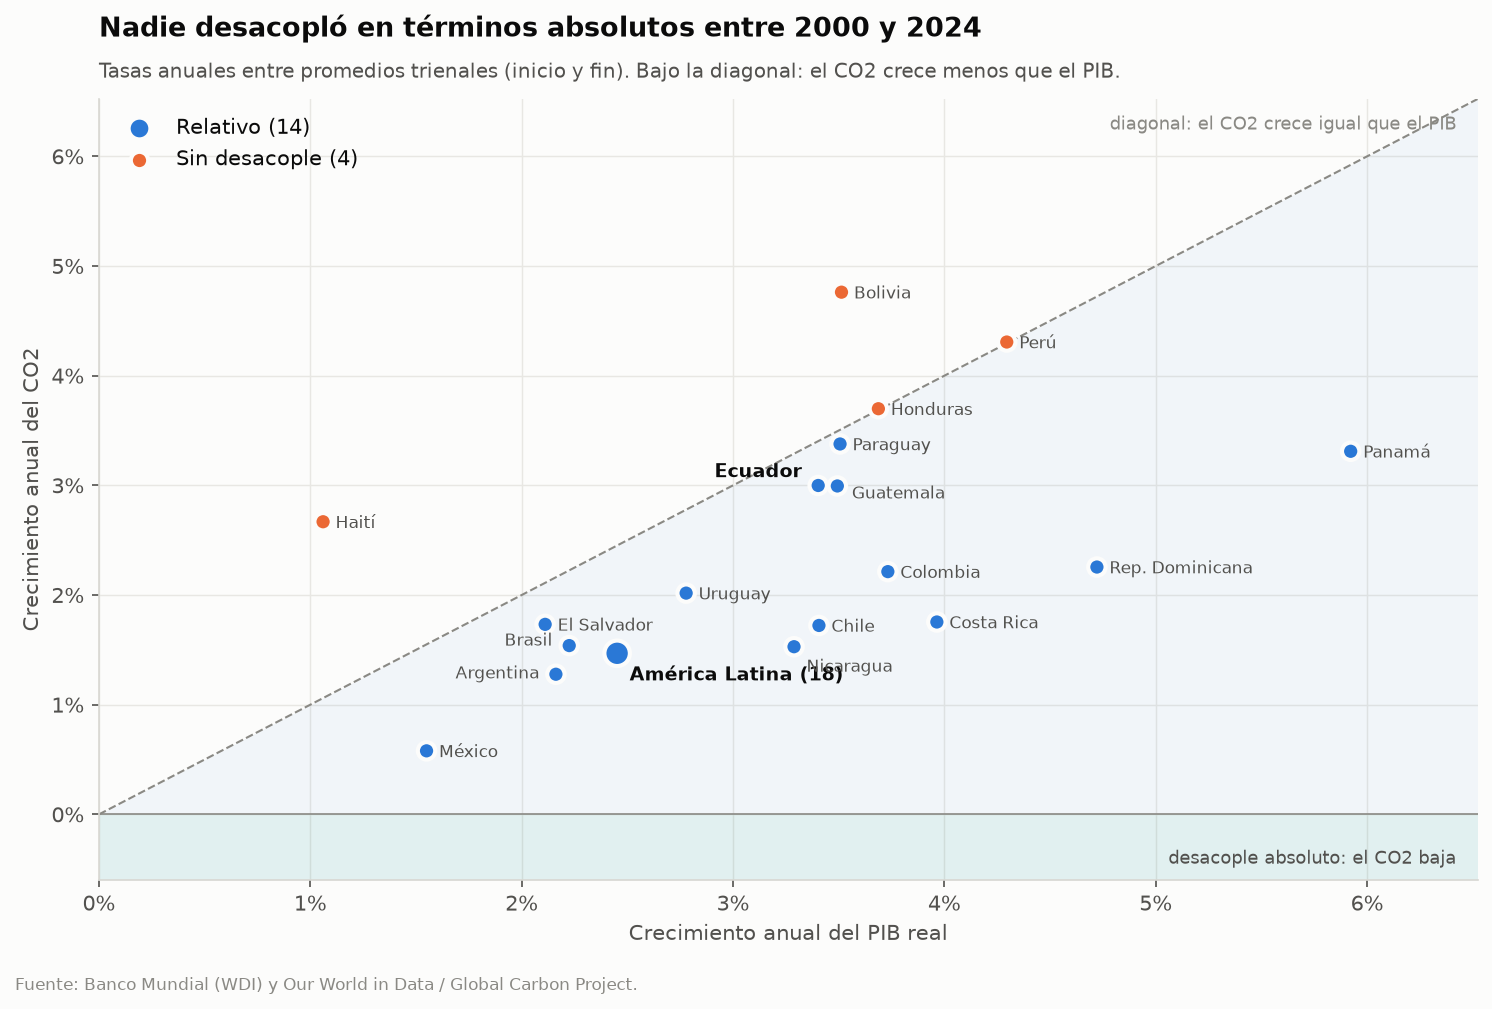 Nadie desacopló en términos absolutos entre 2000 y 2024
Tasas anuales entre promedios trienales (inicio y fin). Bajo la diagonal: el CO2 crece menos que el PIB.
Relativo (14)
Sin desacople (4)
diagonal: el CO2 crece igual que el PIB
6%
5%
Bolivia
Perú
4%
Honduras
Paraguay
Panamá
Ecuador
3%
Guatemala
Haití
Colombia
Rep. Dominicana
2%
Uruguay
El Salvador
Chile
Costa Rica
Brasil
Nicaragua
Argentina
América Latina (18)
1%
México
0%
desacople absoluto: el CO2 baja
Crecimiento anual del CO2
0%
1%
2%
3%
4%
5%
6%
Crecimiento anual del PIB real
Fuente: Banco Mundial (WDI) y Our World in Data / Global Carbon Project.